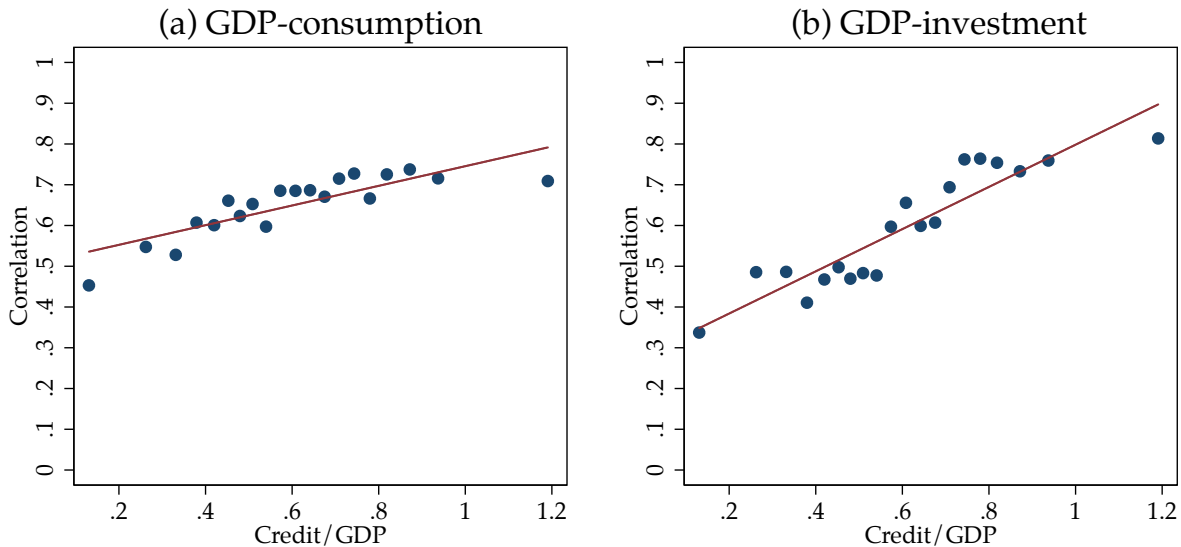 (a) GDP-consumption
Correlation
1
.9
.8
.7
.6
.5
.4
.3
.2
.1
0
.2 .4 .6 .8 1 1.2
Credit/GDP
(b) GDP-investment
Correlation
1
.9
.8
.7
.6
.5
.4
.3
.2
.1
0
.2 .4 .6 .8 1 1.2
Credit/GDP